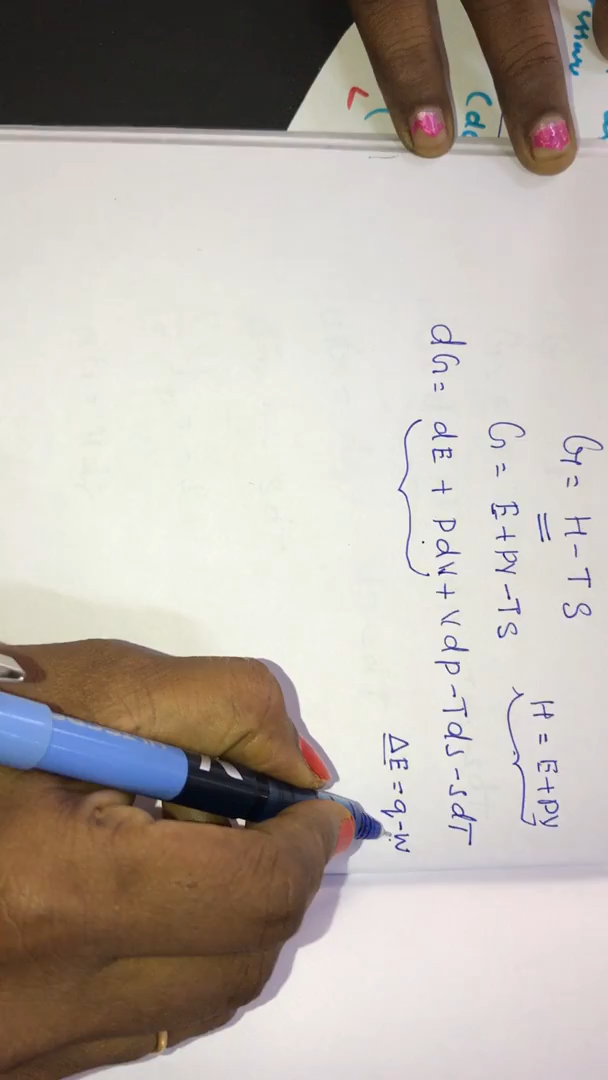 G = H - TS
H = E + PV
G = E + PV - TS
dG = dE + Pdv + Vdp - Tds - sdT
ΔE = q - w